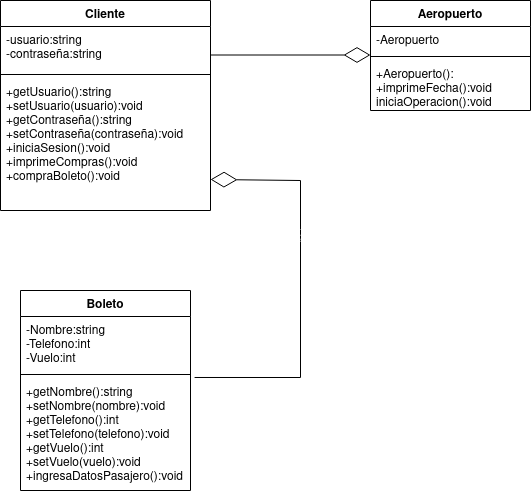 Cliente
-usuario:string
-contraseña:string
+getUsuario():string
+setUsuario(usuario):void
+getContraseña():string
+setContraseña(contraseña):void
+iniciaSesion():void
+imprimeCompras():void
+compraBoleto():void
Aeropuerto
-Aeropuerto
+Aeropuerto():
+imprimeFecha():void
iniciaOperacion():void
Boleto
-Nombre:string
-Telefono:int
-Vuelo:int
+getNombre():string
+setNombre(nombre):void
+getTelefono():int
+setTelefono(telefono):void
+getVuelo():int
+setVuelo(vuelo):void
+ingresaDatosPasajero():void